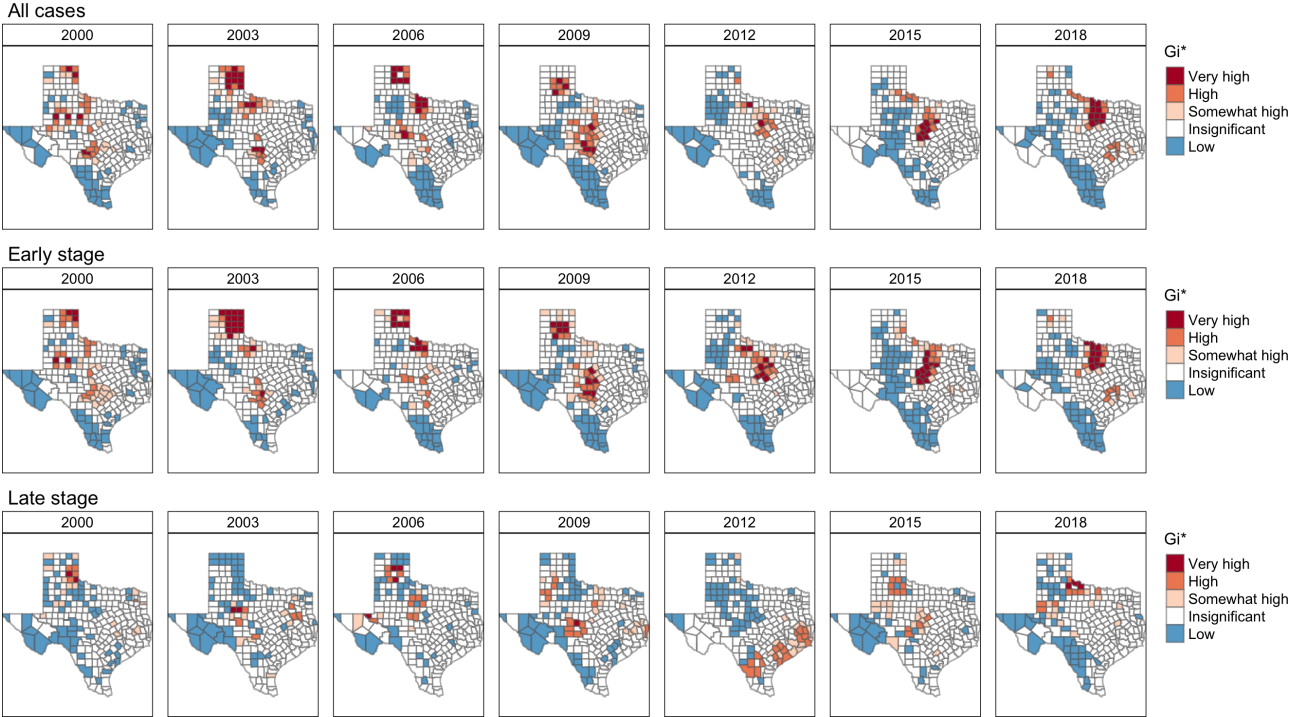 All cases
2000 2003 2006 2009 2012 2015 2018
Gi*
Very high
High
Somewhat high
Insignificant
Low
Early stage
2000 2003 2006 2009 2012 2015 2018
Gi*
Very high
High
Somewhat high
Insignificant
Low
Late stage
2000 2003 2006 2009 2012 2015 2018
Gi*
Very high
High
Somewhat high
Insignificant
Low